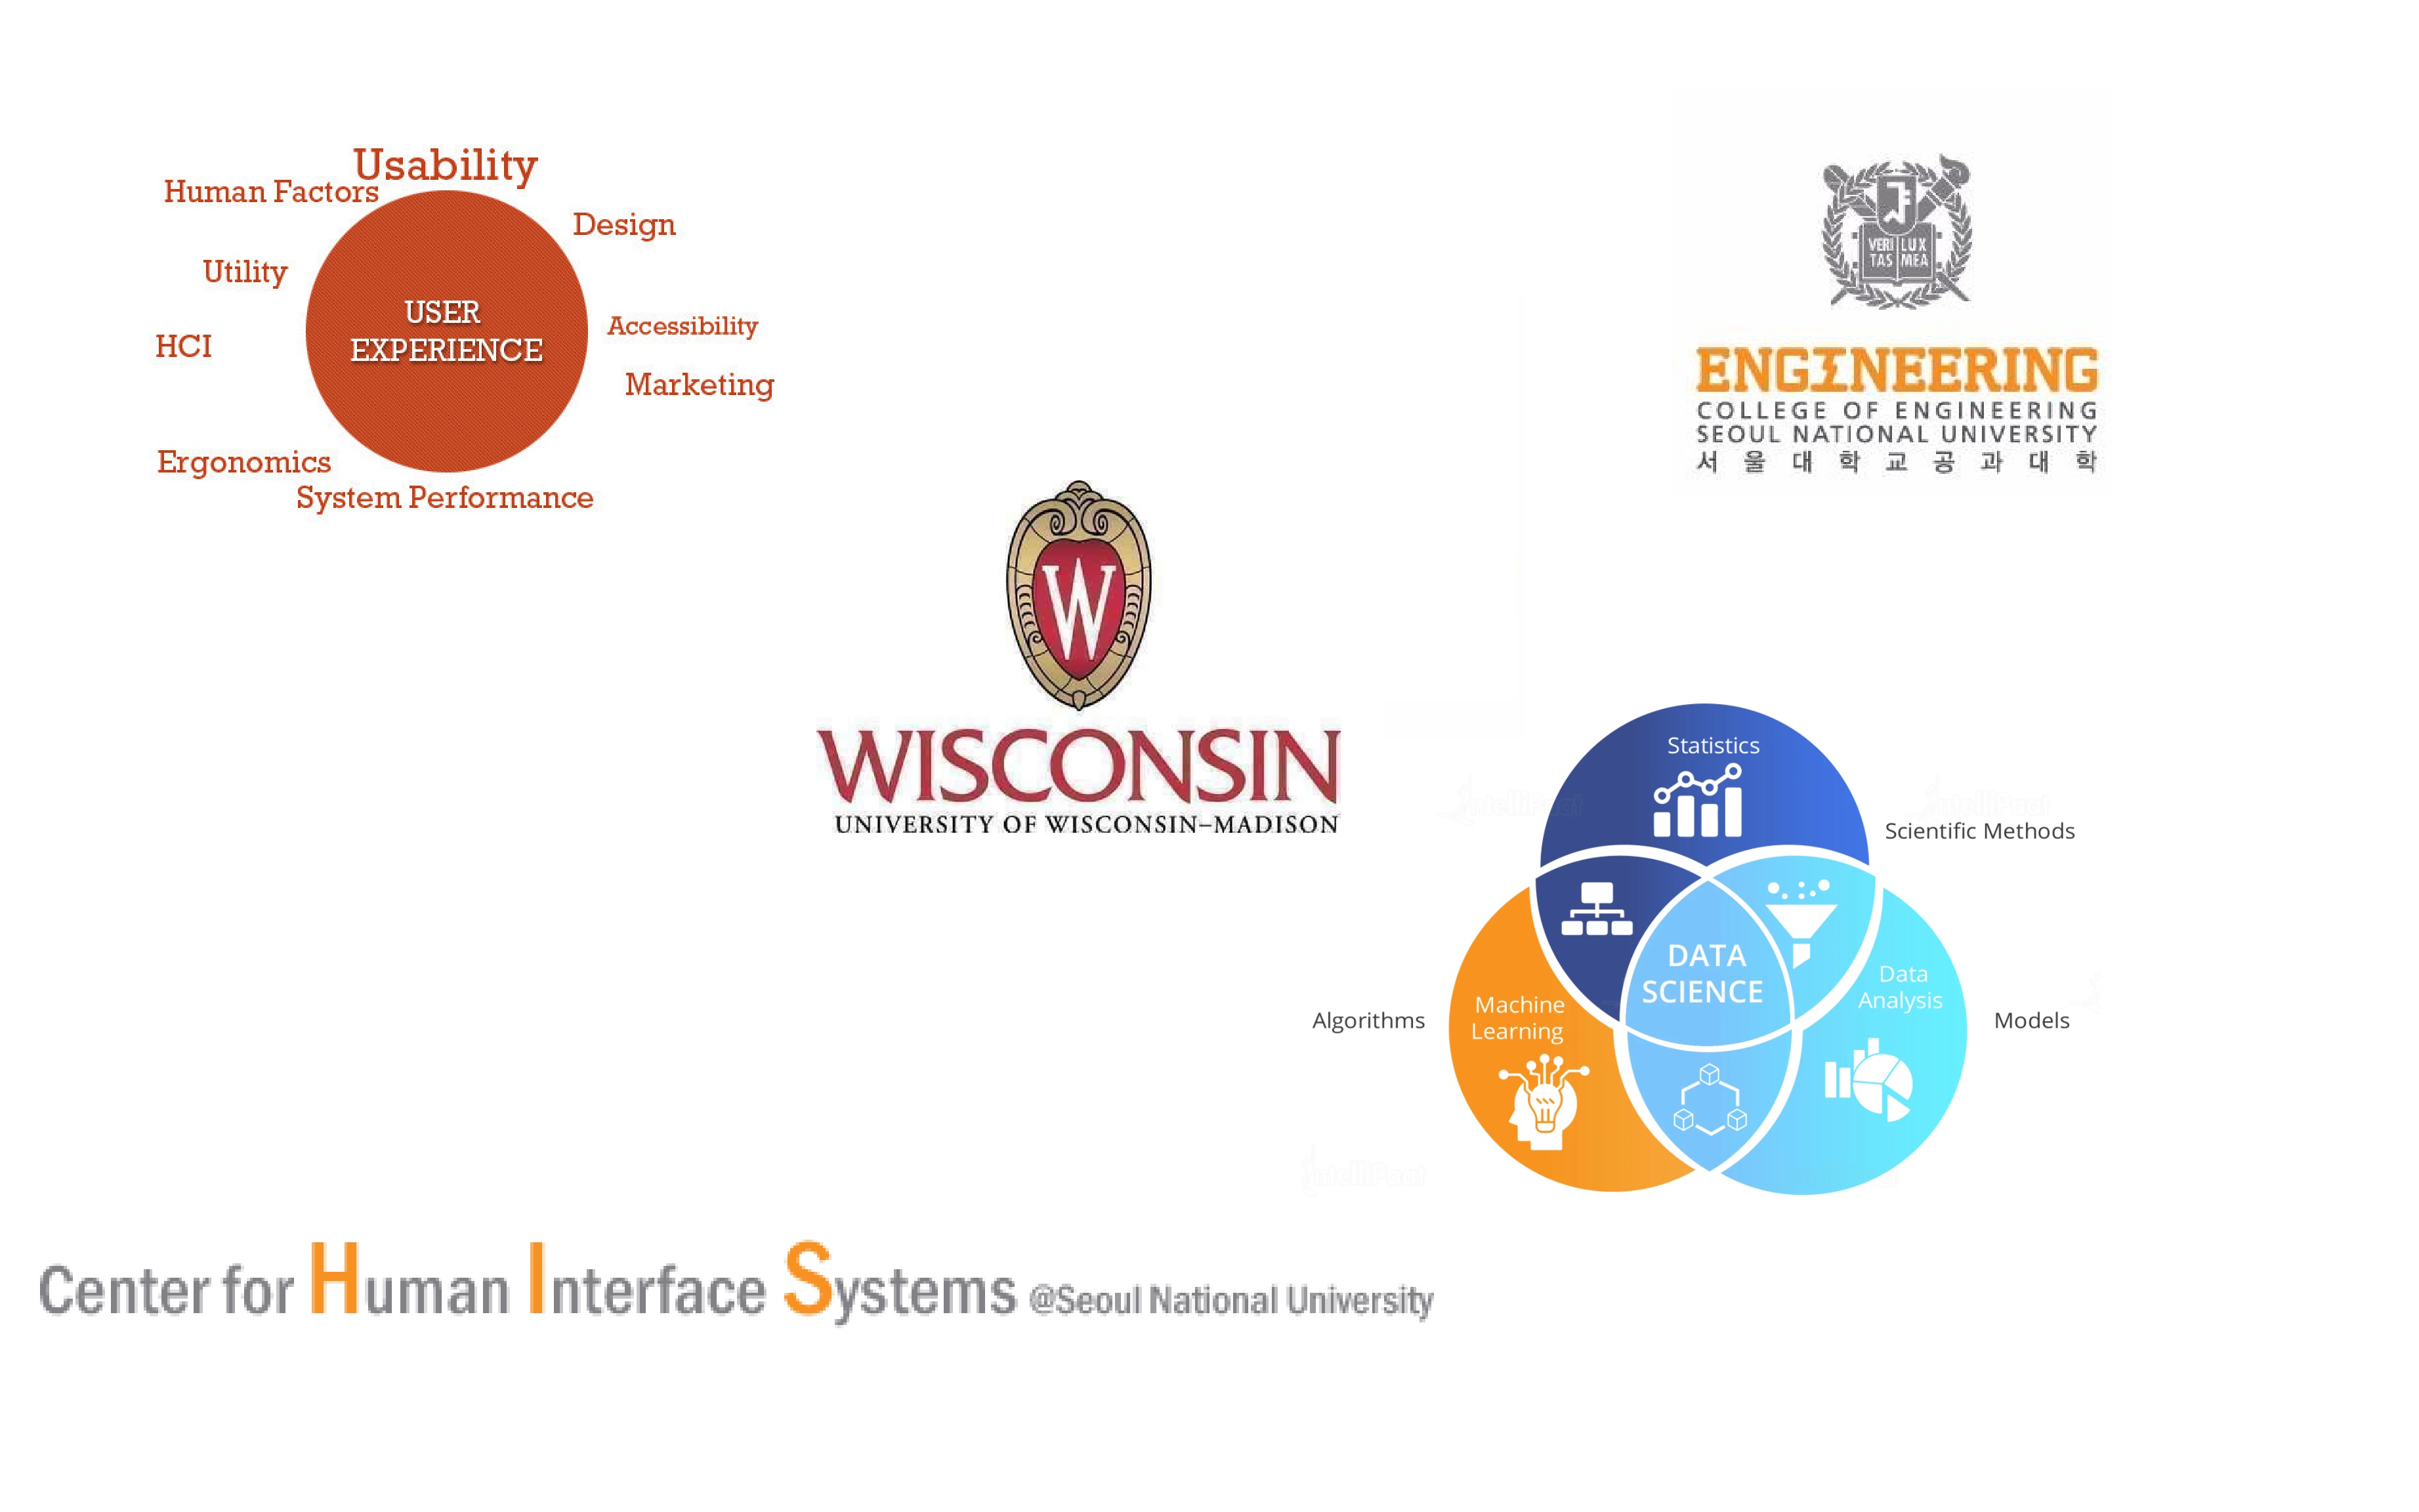 Usability
Human Factors
Design
Utility
USER
EXPERIENCE
HCI
Accessibility
Marketing
Ergonomics
System Performance
VERI LUX
TAS MEA
ENGINEERING
COLLEGE OF ENGINEERING
SEOUL NATIONAL UNIVERSITY
서울대학교공과대학
W
WISCONSIN
UNIVERSITY OF WISCONSIN–MADISON
Statistics
Scientific Methods
DATA
SCIENCE
Data
Analysis
Machine
Learning
Algorithms
Models
Center for Human Interface Systems @Seoul National University